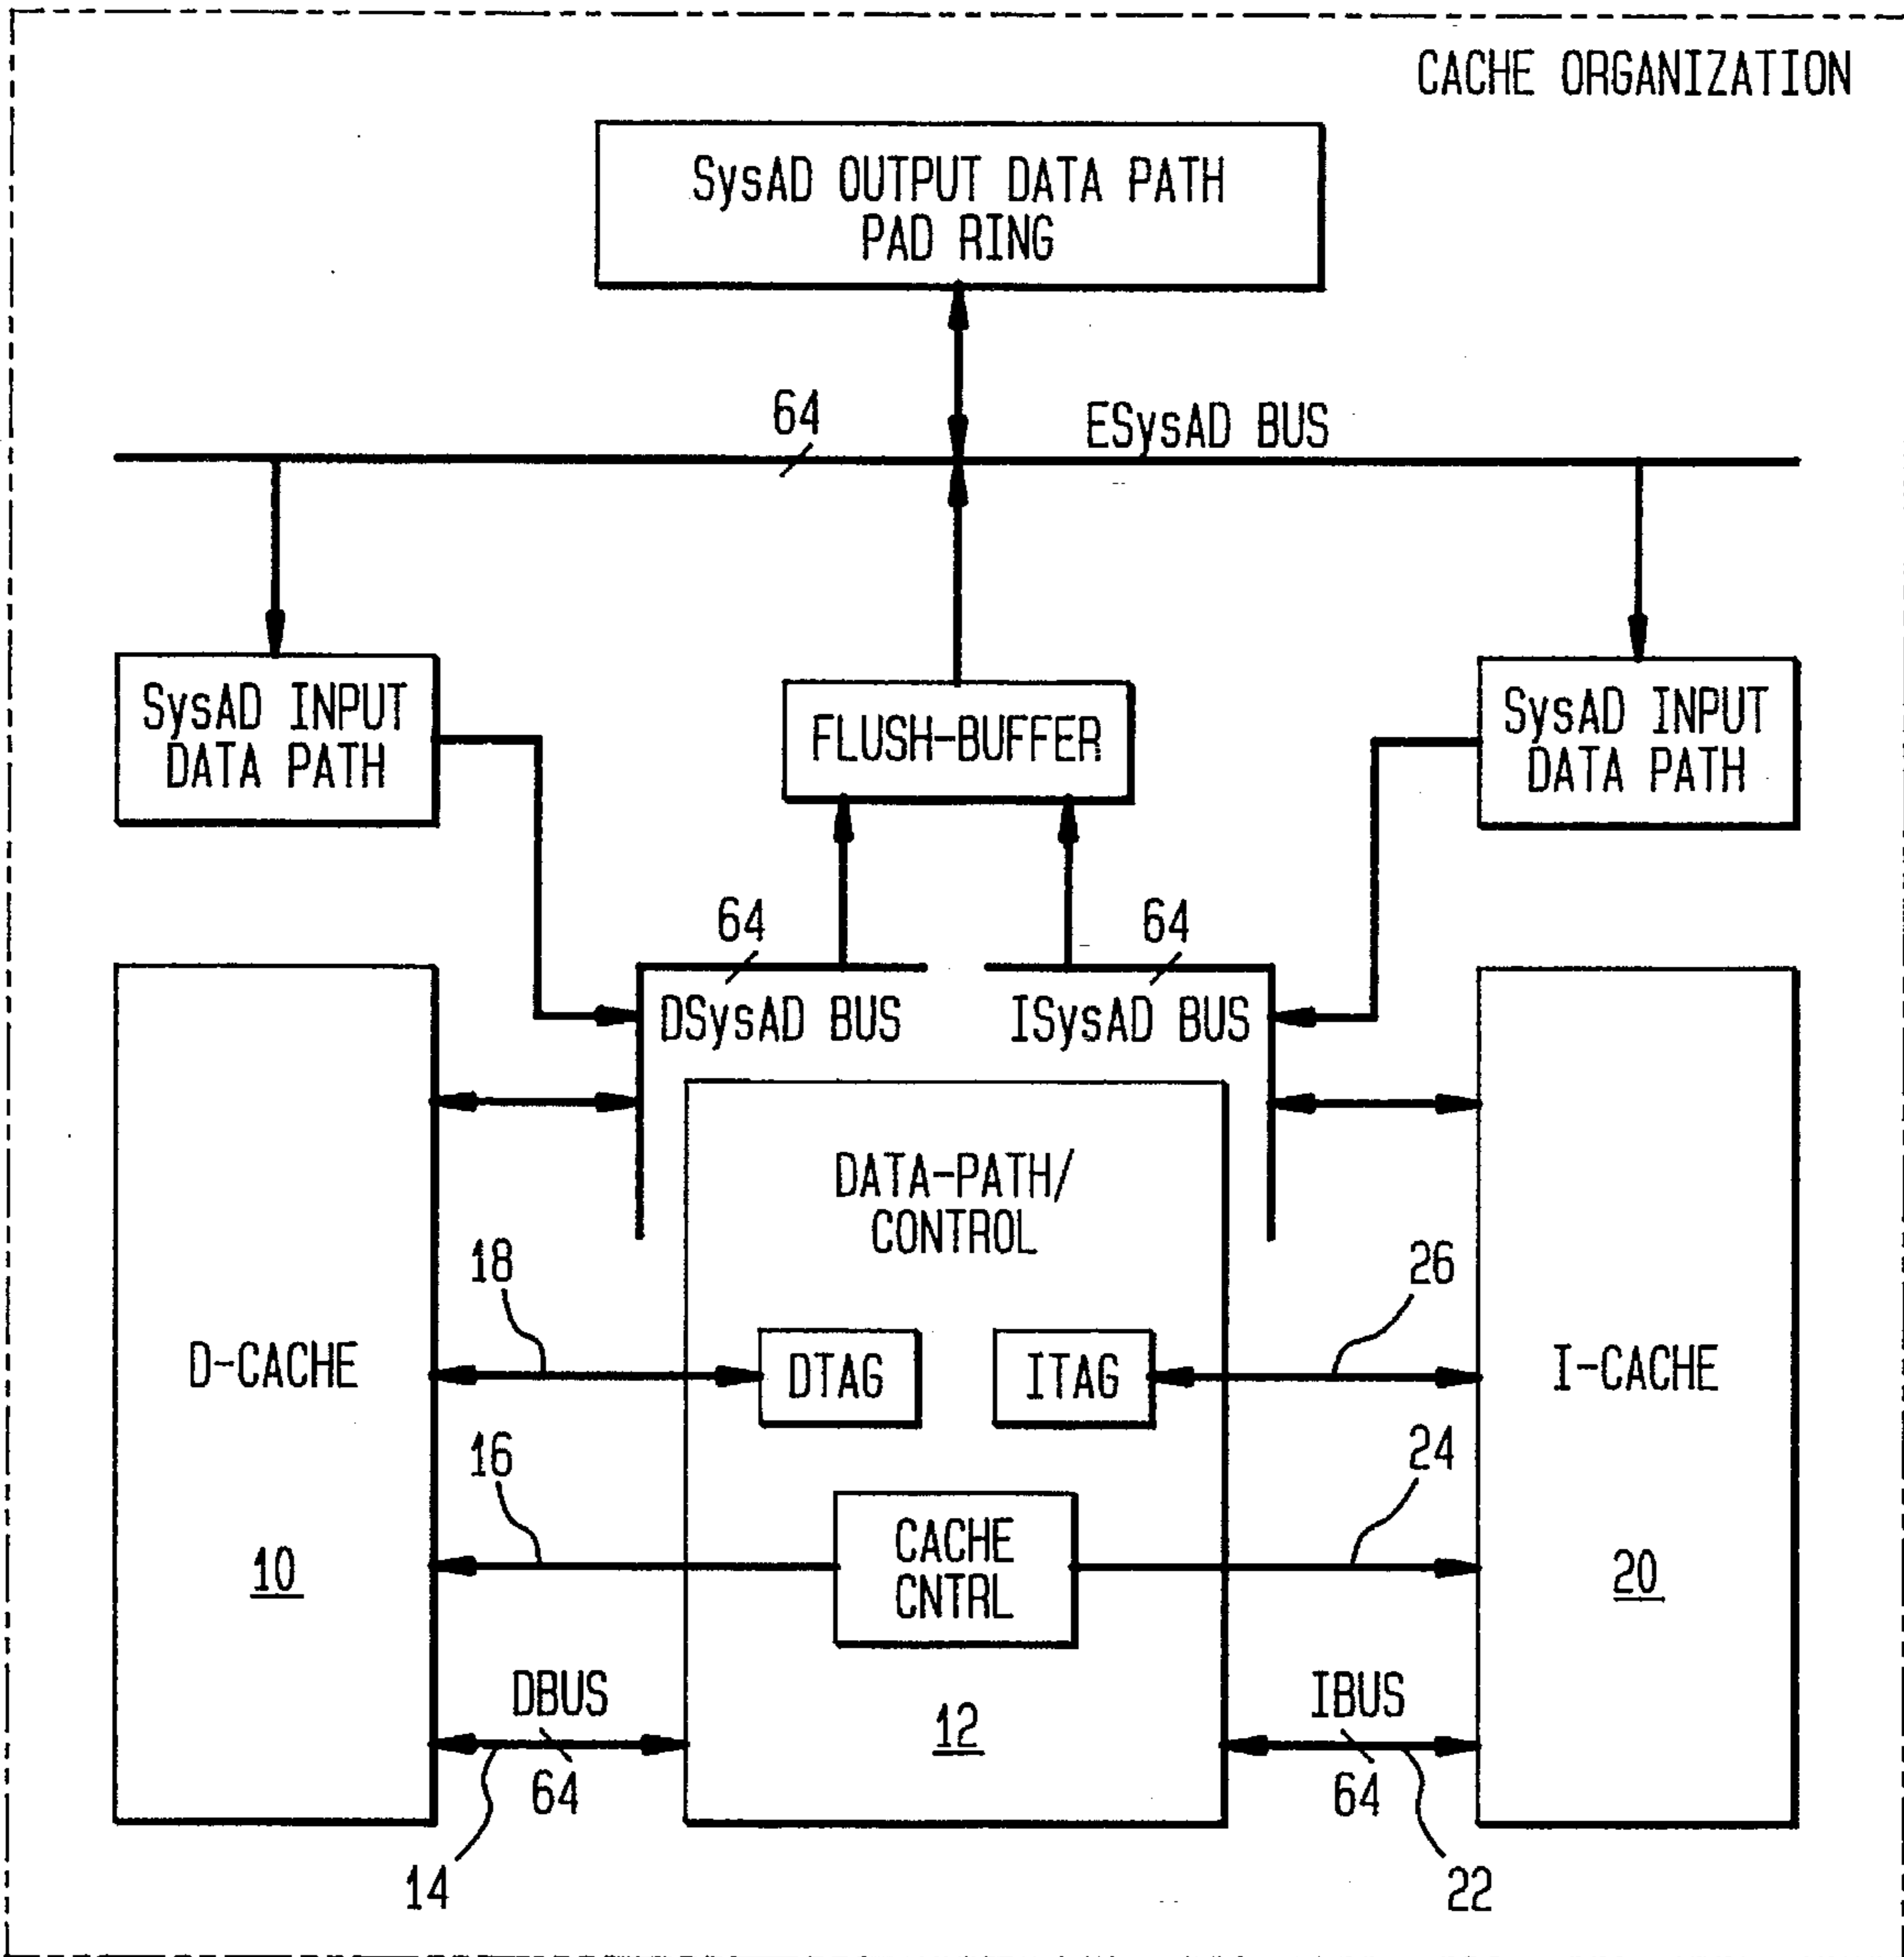 CACHE ORGANIZATION
SysAD OUTPUT DATA PATH
PAD RING
64
ESysAD BUS
SysAD INPUT
DATA PATH
FLUSH-BUFFER
SysAD INPUT
DATA PATH
64
64
DSysAD BUS
ISysAD BUS
DATA-PATH/
CONTROL
18
26
D-CACHE
DTAG
ITAG
I-CACHE
16
24
CACHE
CNTRL
10
20
DBUS
IBUS
12
64
64
14
22